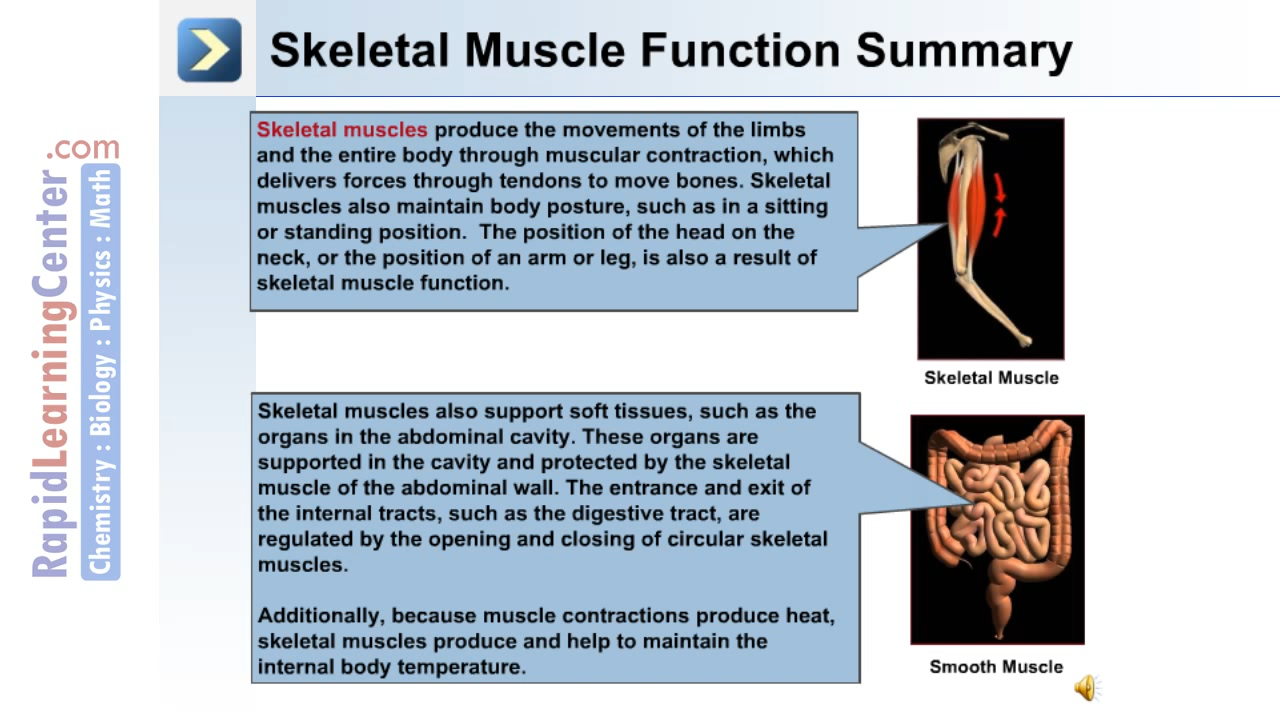 Skeletal Muscle Function Summary
Skeletal muscles produce the movements of the limbs
and the entire body through muscular contraction, which
delivers forces through tendons to move bones. Skeletal
muscles also maintain body posture, such as in a sitting
or standing position. The position of the head on the
neck, or the position of an arm or leg, is also a result of
skeletal muscle function.
Skeletal Muscle
Skeletal muscles also support soft tissues, such as the
organs in the abdominal cavity. These organs are
supported in the cavity and protected by the skeletal
muscle of the abdominal wall. The entrance and exit of
the internal tracts, such as the digestive tract, are
regulated by the opening and closing of circular skeletal
muscles.
Additionally, because muscle contractions produce heat,
skeletal muscles produce and help to maintain the
internal body temperature.
Smooth Muscle
RapidLearningCenter.com
Chemistry : Biology : Physics : Math